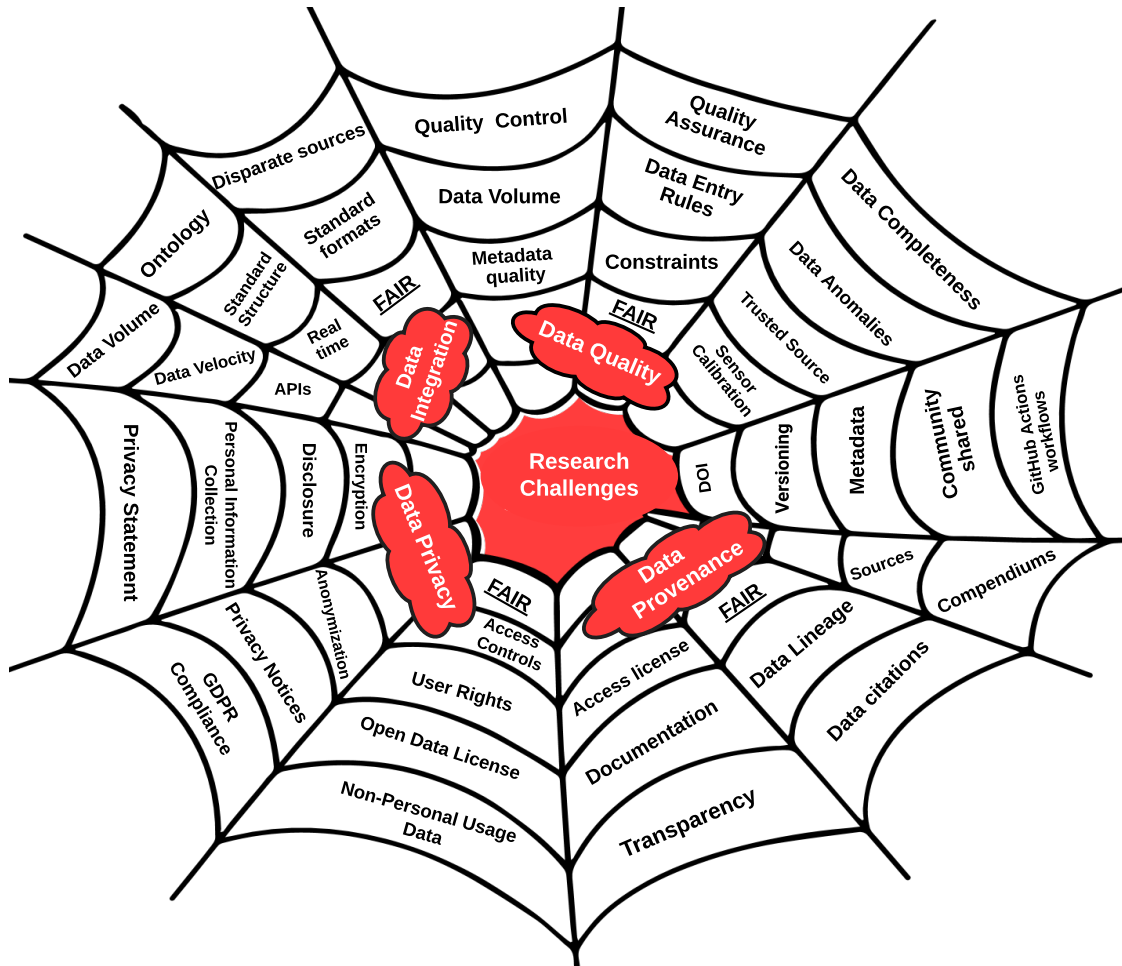 Quality Control
Data Volume
Metadata
quality
Quality
Assurance
Data Entry
Rules
Constraints
FAIR
Data Quality
Data Completeness
Data Anomalies
Trusted Source
Sensor
Calibration
Disparate sources
Standard
formats
FAIR
Data
Integration
Ontology
Standard
Structure
Real
time
Data Volume
Data Velocity
APIs
Research
Challenges
DOI
Versioning
Metadata
Community
shared
GitHub Actions
workflows
Privacy Statement
Personal Information
Collection
Disclosure
Encryption
Data Privacy
Data
Provenance
Sources
Compendiums
FAIR
Data Lineage
Data citations
Access license
Documentation
Transparency
FAIR
Access
Controls
User Rights
Open Data License
Non-Personal Usage
Data
Anonymization
Privacy Notices
GDPR
Compliance